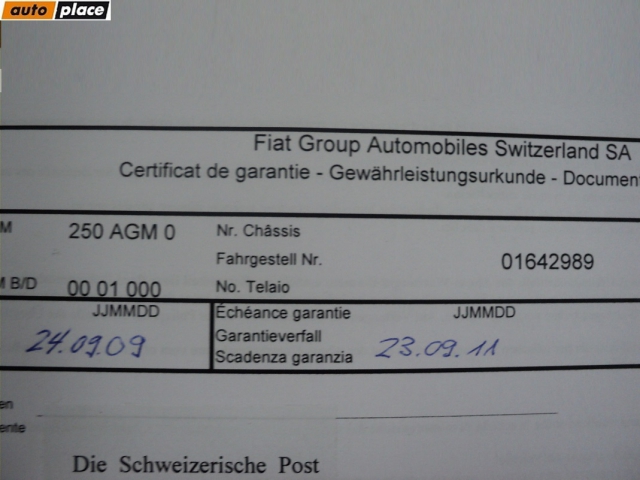 auto place
Fiat Group Automobiles Switzerland SA
Certificat de garantie - Gewährleistungsurkunde - Document
M 250 AGM 0 Nr. Châssis
Fahrgestell Nr. 01642989
M B/D 00 01 000 No. Telaio
JJMMDD Échéance garantie JJMMDD
24.09.09 Garantieverfall 23.09.11
Scadenza garanzia
en
ente
Die Schweizerische Post